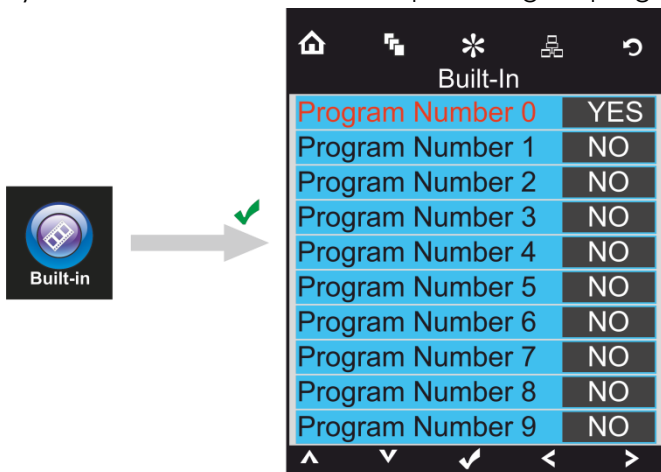 Built-In
Program Number 0 YES
Program Number 1 NO
Program Number 2 NO
Program Number 3 NO
Program Number 4 NO
Program Number 5 NO
Program Number 6 NO
Program Number 7 NO
Program Number 8 NO
Program Number 9 NO
Built-in